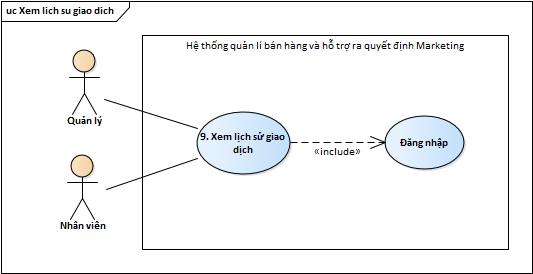 uc Xem lich su giao dich
Hệ thống quản lí bán hàng và hỗ trợ ra quyết định Marketing
Quản lý
9. Xem lịch sử giao
dịch
«include»
Đăng nhập
Nhân viên